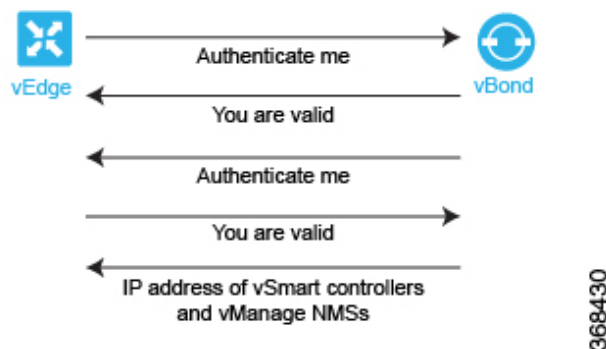 Authenticate me
vEdge
vBond
You are valid
Authenticate me
You are valid
IP address of vSmart controllers
and vManage NMSs
368430